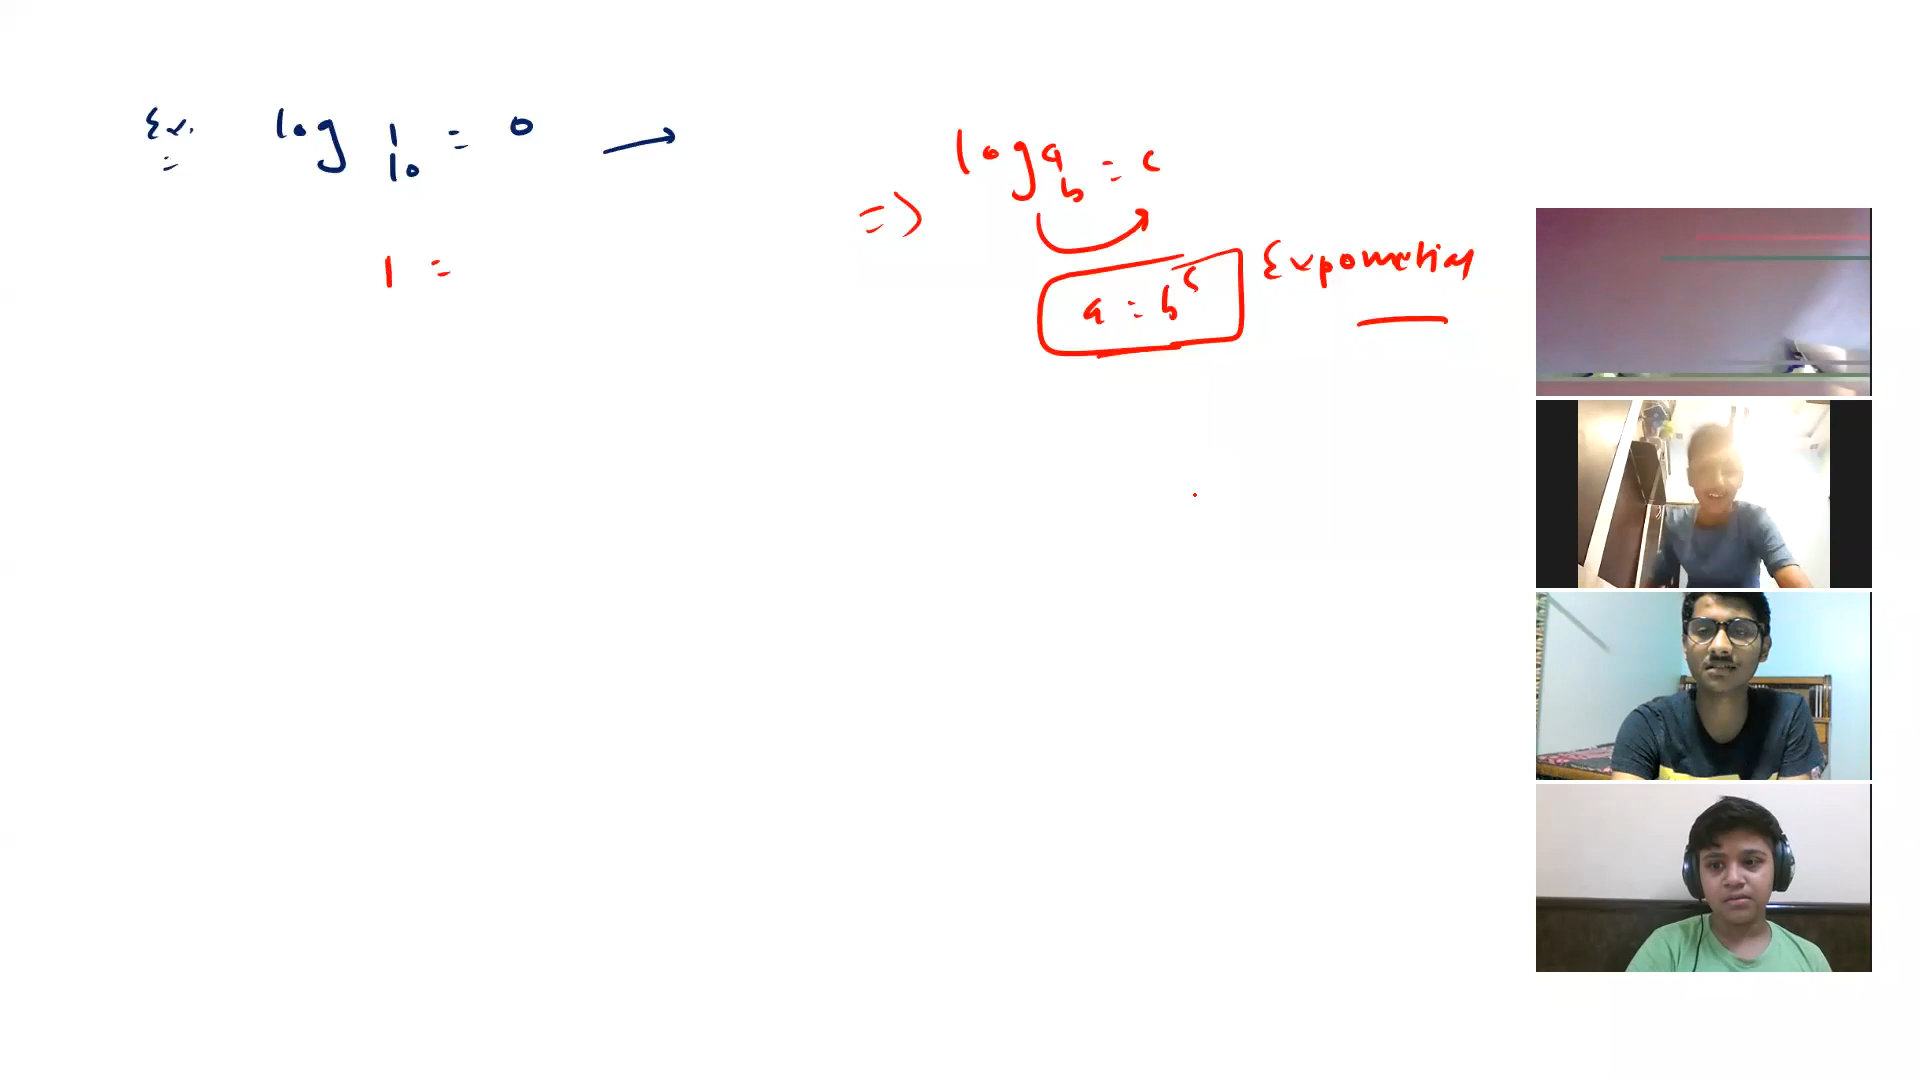 Ex. log 1 10 = 0 →
1 =
=> log a b = c
a = b^c Exponential